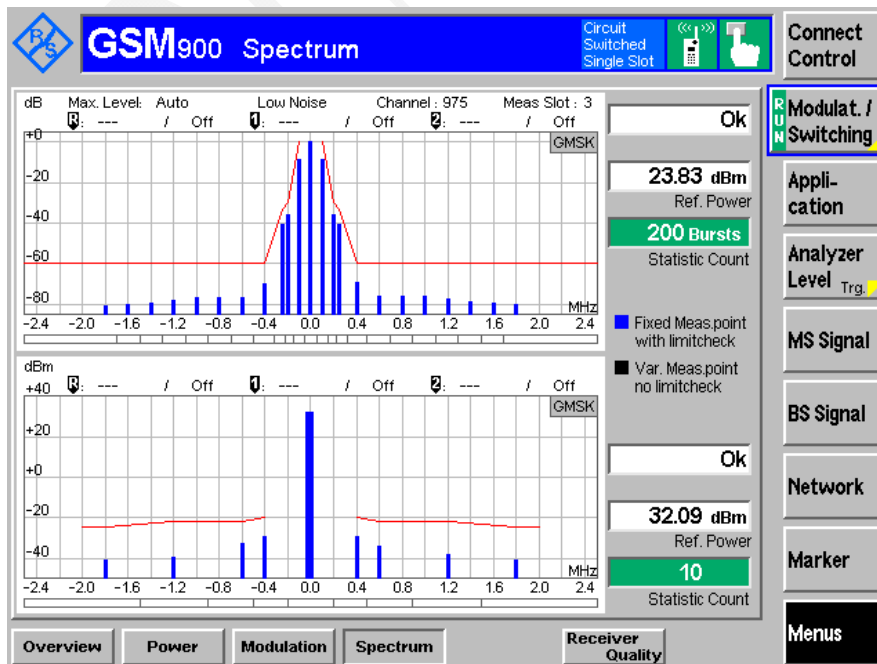 R/S
GSM900 Spectrum
Circuit
Switched
Single Slot
Connect
Control
dB Max. Level: Auto Low Noise Channel : 975 Meas Slot : 3
R: --- / Off 1: --- / Off 2: --- / Off
+0
GMSK
-20
-40
-60
-80
MHz
-2.4 -2.0 -1.6 -1.2 -0.8 -0.4 0.0 0.4 0.8 1.2 1.6 2.0 2.4
Ok
23.83 dBm
Ref. Power
200 Bursts
Statistic Count
Fixed Meas.point
with limitcheck
Var. Meas.point
no limitcheck
dBm
+40 R: --- / Off 1: --- / Off 2: --- / Off
GMSK
+20
+0
-20
-40
MHz
-2.4 -2.0 -1.6 -1.2 -0.8 -0.4 0.0 0.4 0.8 1.2 1.6 2.0 2.4
Ok
32.09 dBm
Ref. Power
10
Statistic Count
RUN
Modulat. /
Switching
Appli-
cation
Analyzer
Level Trg.
MS Signal
BS Signal
Network
Marker
Menus
Overview Power Modulation Spectrum Receiver
Quality